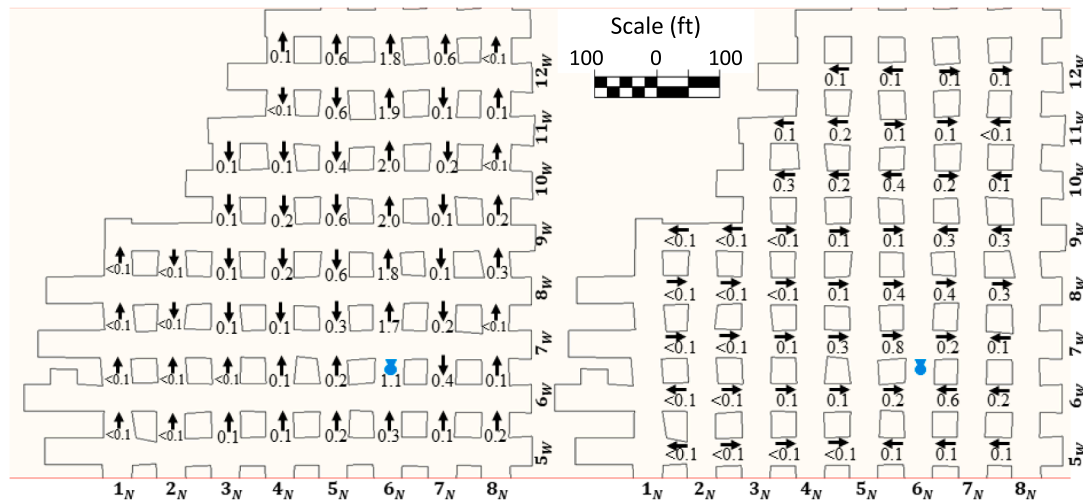 Scale (ft)
100 0 100
0.1 0.6 1.8 0.6 <0.1
12W
<0.1 0.6 1.9 0.1 0.1
11W
0.1 0.1 0.4 2.0 0.2 <0.1
10W
0.1 0.2 0.6 2.0 0.1 0.2
9W
<0.1 <0.1 0.1 0.2 0.6 1.8 0.1 0.3
8W
<0.1 <0.1 0.1 0.1 0.3 1.7 0.2 <0.1
7W
<0.1 <0.1 <0.1 0.1 0.2 1.1 0.4 0.1
6W
<0.1 <0.1 0.1 0.1 0.2 0.3 0.1 0.2
5W
1N 2N 3N 4N 5N 6N 7N 8N
0.1 0.1 0.1 0.1
12W
0.1 0.2 0.1 0.1 <0.1
11W
0.3 0.2 0.4 0.2 0.1
10W
<0.1 <0.1 <0.1 0.1 0.1 0.3 0.3
9W
<0.1 <0.1 <0.1 0.1 0.4 0.4 0.3
8W
<0.1 <0.1 0.1 0.3 0.8 0.2 0.1
7W
<0.1 <0.1 0.1 0.1 0.2 0.6 0.2
6W
<0.1 <0.1 <0.1 <0.1 0.1 0.1 0.1
5W
1N 2N 3N 4N 5N 6N 7N 8N